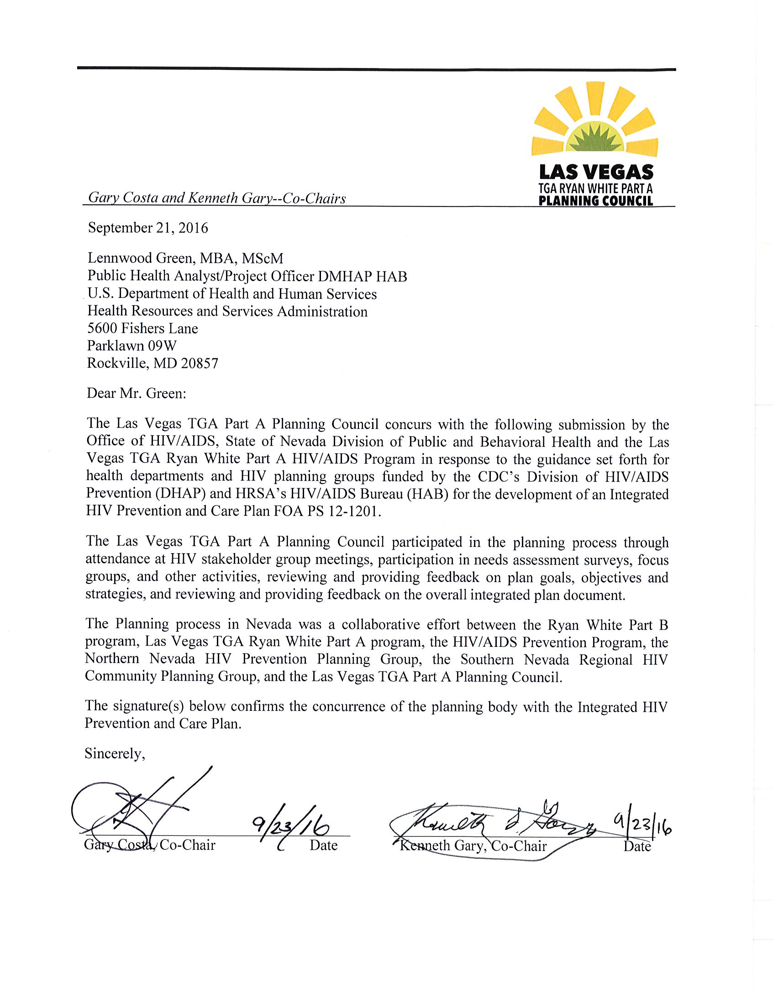 LAS VEGAS
TGA RYAN WHITE PART A
PLANNING COUNCIL
Gary Costa and Kenneth Gary--Co-Chairs
September 21, 2016
Lennwood Green, MBA, MScM
Public Health Analyst/Project Officer DMHAP HAB
U.S. Department of Health and Human Services
Health Resources and Services Administration
5600 Fishers Lane
Parklawn 09W
Rockville, MD 20857
Dear Mr. Green:
The Las Vegas TGA Part A Planning Council concurs with the following submission by the
Office of HIV/AIDS, State of Nevada Division of Public and Behavioral Health and the Las
Vegas TGA Ryan White Part A HIV/AIDS Program in response to the guidance set forth for
health departments and HIV planning groups funded by the CDC's Division of HIV/AIDS
Prevention (DHAP) and HRSA's HIV/AIDS Bureau (HAB) for the development of an Integrated
HIV Prevention and Care Plan FOA PS 12-1201.
The Las Vegas TGA Part A Planning Council participated in the planning process through
attendance at HIV stakeholder group meetings, participation in needs assessment surveys, focus
groups, and other activities, reviewing and providing feedback on plan goals, objectives and
strategies, and reviewing and providing feedback on the overall integrated plan document.
The Planning process in Nevada was a collaborative effort between the Ryan White Part B
program, Las Vegas TGA Ryan White Part A program, the HIV/AIDS Prevention Program, the
Northern Nevada HIV Prevention Planning Group, the Southern Nevada Regional HIV
Community Planning Group, and the Las Vegas TGA Part A Planning Council.
The signature(s) below confirms the concurrence of the planning body with the Integrated HIV
Prevention and Care Plan.
Sincerely,
9/23/16 Kenneth 9/23/16
Gary Costa, Co-Chair Date Kenneth Gary, Co-Chair Date